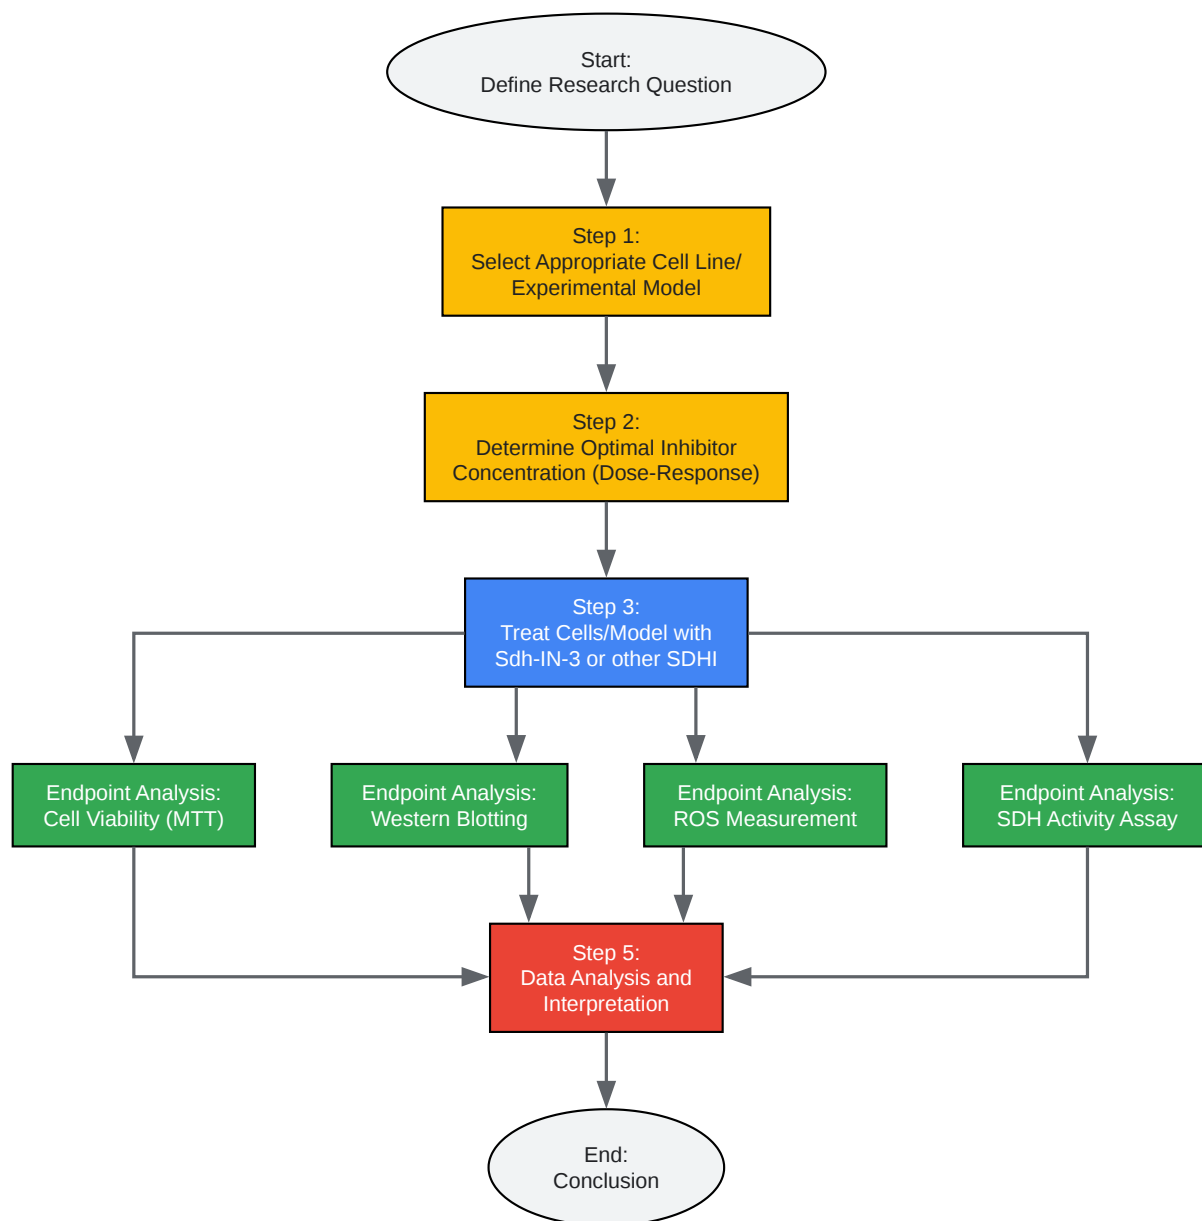 Start:
Define Research Question
Step 1:
Select Appropriate Cell Line/
Experimental Model
Step 2:
Determine Optimal Inhibitor
Concentration (Dose-Response)
Step 3:
Treat Cells/Model with
Sdh-IN-3 or other SDHI
Endpoint Analysis:
Cell Viability (MTT)
Endpoint Analysis:
Western Blotting
Endpoint Analysis:
ROS Measurement
Endpoint Analysis:
SDH Activity Assay
Step 5:
Data Analysis and
Interpretation
End:
Conclusion